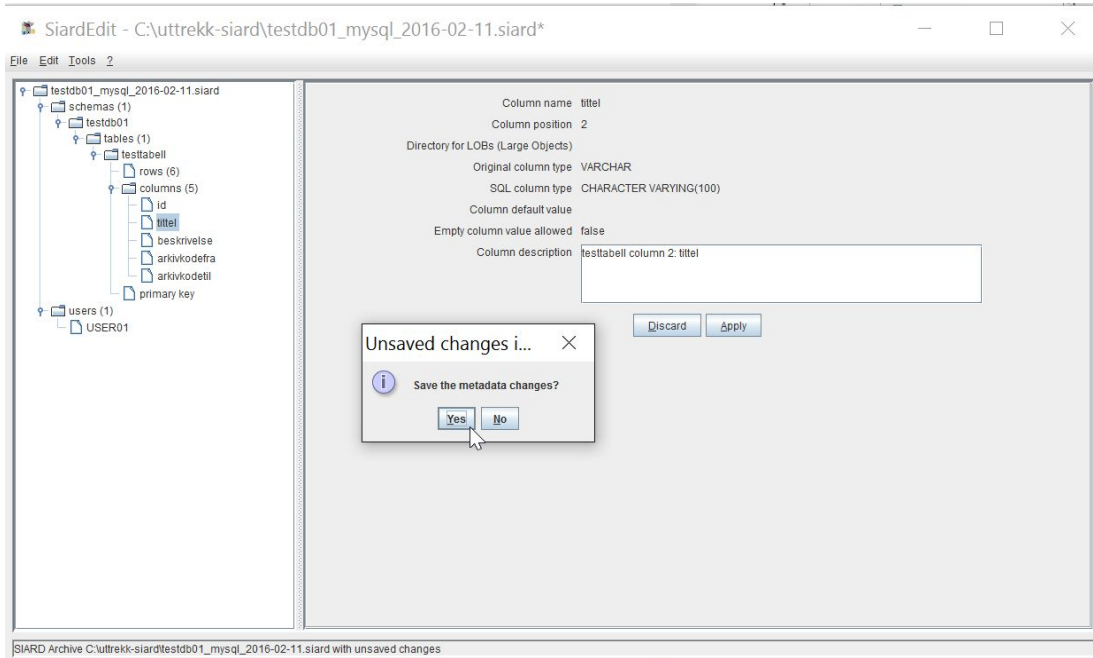 SiardEdit - C:\uttrekk-siard\testdb01_mysql_2016-02-11.siard*
File Edit Tools ?
testdb01_mysql_2016-02-11.siard
schemas (1)
testdb01
tables (1)
testtabell
rows (6)
columns (5)
id
tittel
beskrivelse
arkivkodefra
arkivkodetil
primary key
users (1)
USER01
Column name tittel
Column position 2
Directory for LOBs (Large Objects)
Original column type VARCHAR
SQL column type CHARACTER VARYING(100)
Column default value
Empty column value allowed false
Column description testtabell column 2: tittel
Discard Apply
Unsaved changes i...
Save the metadata changes?
Yes No
SIARD Archive C:\uttrekk-siard\testdb01_mysql_2016-02-11.siard with unsaved changes